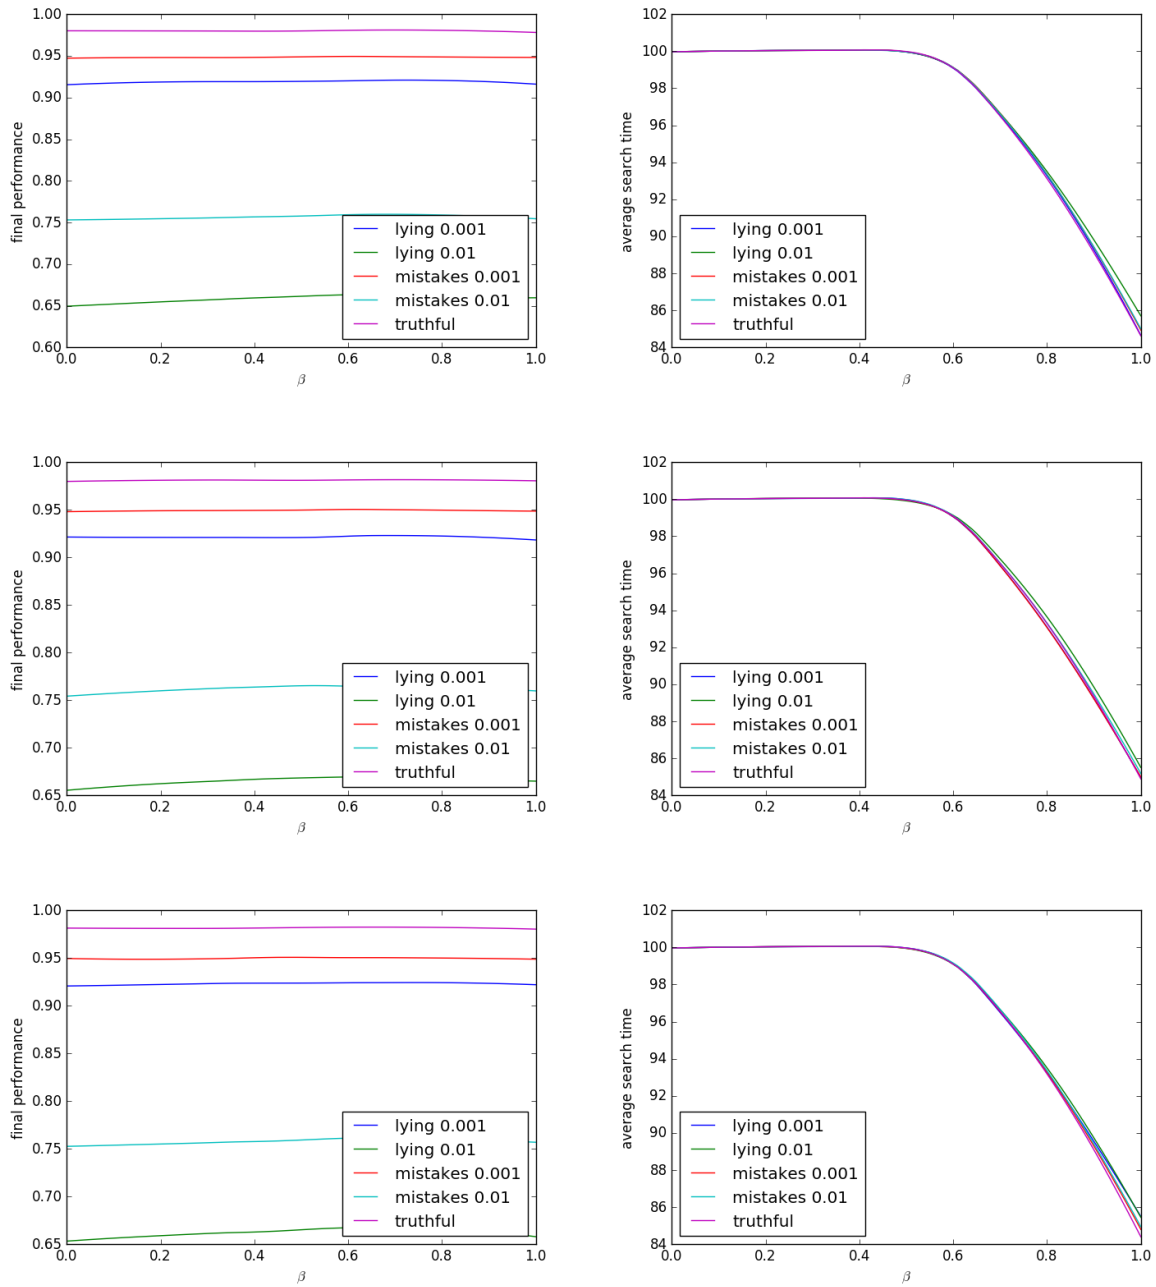 1.00
0.95
0.90
0.85
0.80
0.75
0.70
0.65
0.60
final performance
0.0 0.2 0.4 0.6 0.8 1.0
β
lying 0.001
lying 0.01
mistakes 0.001
mistakes 0.01
truthful
102
100
98
96
94
92
90
88
86
84
average search time
0.0 0.2 0.4 0.6 0.8 1.0
β
lying 0.001
lying 0.01
mistakes 0.001
mistakes 0.01
truthful
1.00
0.95
0.90
0.85
0.80
0.75
0.70
0.65
final performance
0.0 0.2 0.4 0.6 0.8 1.0
β
lying 0.001
lying 0.01
mistakes 0.001
mistakes 0.01
truthful
102
100
98
96
94
92
90
88
86
84
average search time
0.0 0.2 0.4 0.6 0.8 1.0
β
lying 0.001
lying 0.01
mistakes 0.001
mistakes 0.01
truthful
1.00
0.95
0.90
0.85
0.80
0.75
0.70
0.65
final performance
0.0 0.2 0.4 0.6 0.8 1.0
β
lying 0.001
lying 0.01
mistakes 0.001
mistakes 0.01
truthful
102
100
98
96
94
92
90
88
86
84
average search time
0.0 0.2 0.4 0.6 0.8 1.0
β
lying 0.001
lying 0.01
mistakes 0.001
mistakes 0.01
truthful